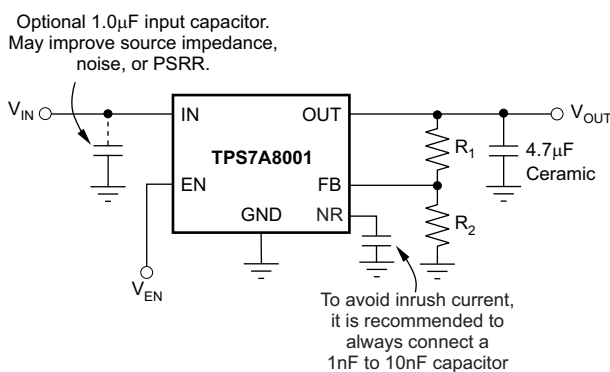 Optional 1.0μF input capacitor.
May improve source impedance,
noise, or PSRR.
V_IN
IN
OUT
V_OUT
TPS7A8001
R_1
4.7μF
Ceramic
EN
FB
GND
NR
R_2
V_EN
To avoid inrush current,
it is recommended to
always connect a
1nF to 10nF capacitor